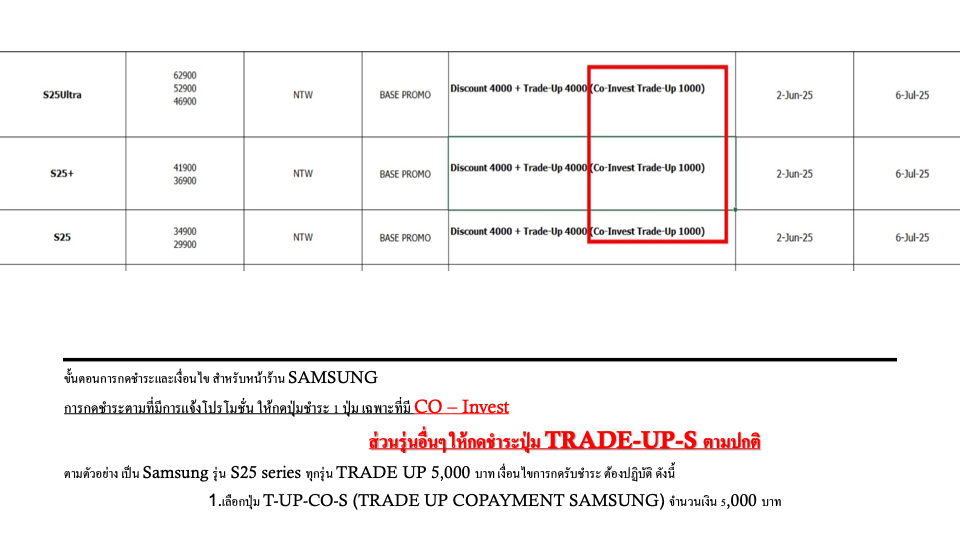 62900
S25Ultra 52900 NTW BASE PROMO Discount 4000 + Trade-Up 4000 (Co-Invest Trade-Up 1000) 2-Jun-25 6-Jul-25
46900
41900
S25+ NTW BASE PROMO Discount 4000 + Trade-Up 4000 (Co-Invest Trade-Up 1000) 2-Jun-25 6-Jul-25
36900
34900
S25 NTW BASE PROMO Discount 4000 + Trade-Up 4000 (Co-Invest Trade-Up 1000) 2-Jun-25 6-Jul-25
29900
ขั้นตอนการกดชำระและเงื่อนไข สำหรับหน้าร้าน SAMSUNG
การกดชำระตามที่มีการแจ้งโปรโมชั่น ให้กดปุ่มชำระ 1 ปุ่ม เฉพาะที่มี CO – Invest
ส่วนรุ่นอื่นๆ ให้กดชำระปุ่ม TRADE-UP-S ตามปกติ
ตามตัวอย่าง เป็น Samsung รุ่น S25 series ทุกรุ่น TRADE UP 5,000 บาท เงื่อนไขการกดรับชำระ ต้องปฏิบัติ ดังนี้
1.เลือกปุ่ม T-UP-CO-S (TRADE UP COPAYMENT SAMSUNG) จำนวนเงิน 5,000 บาท